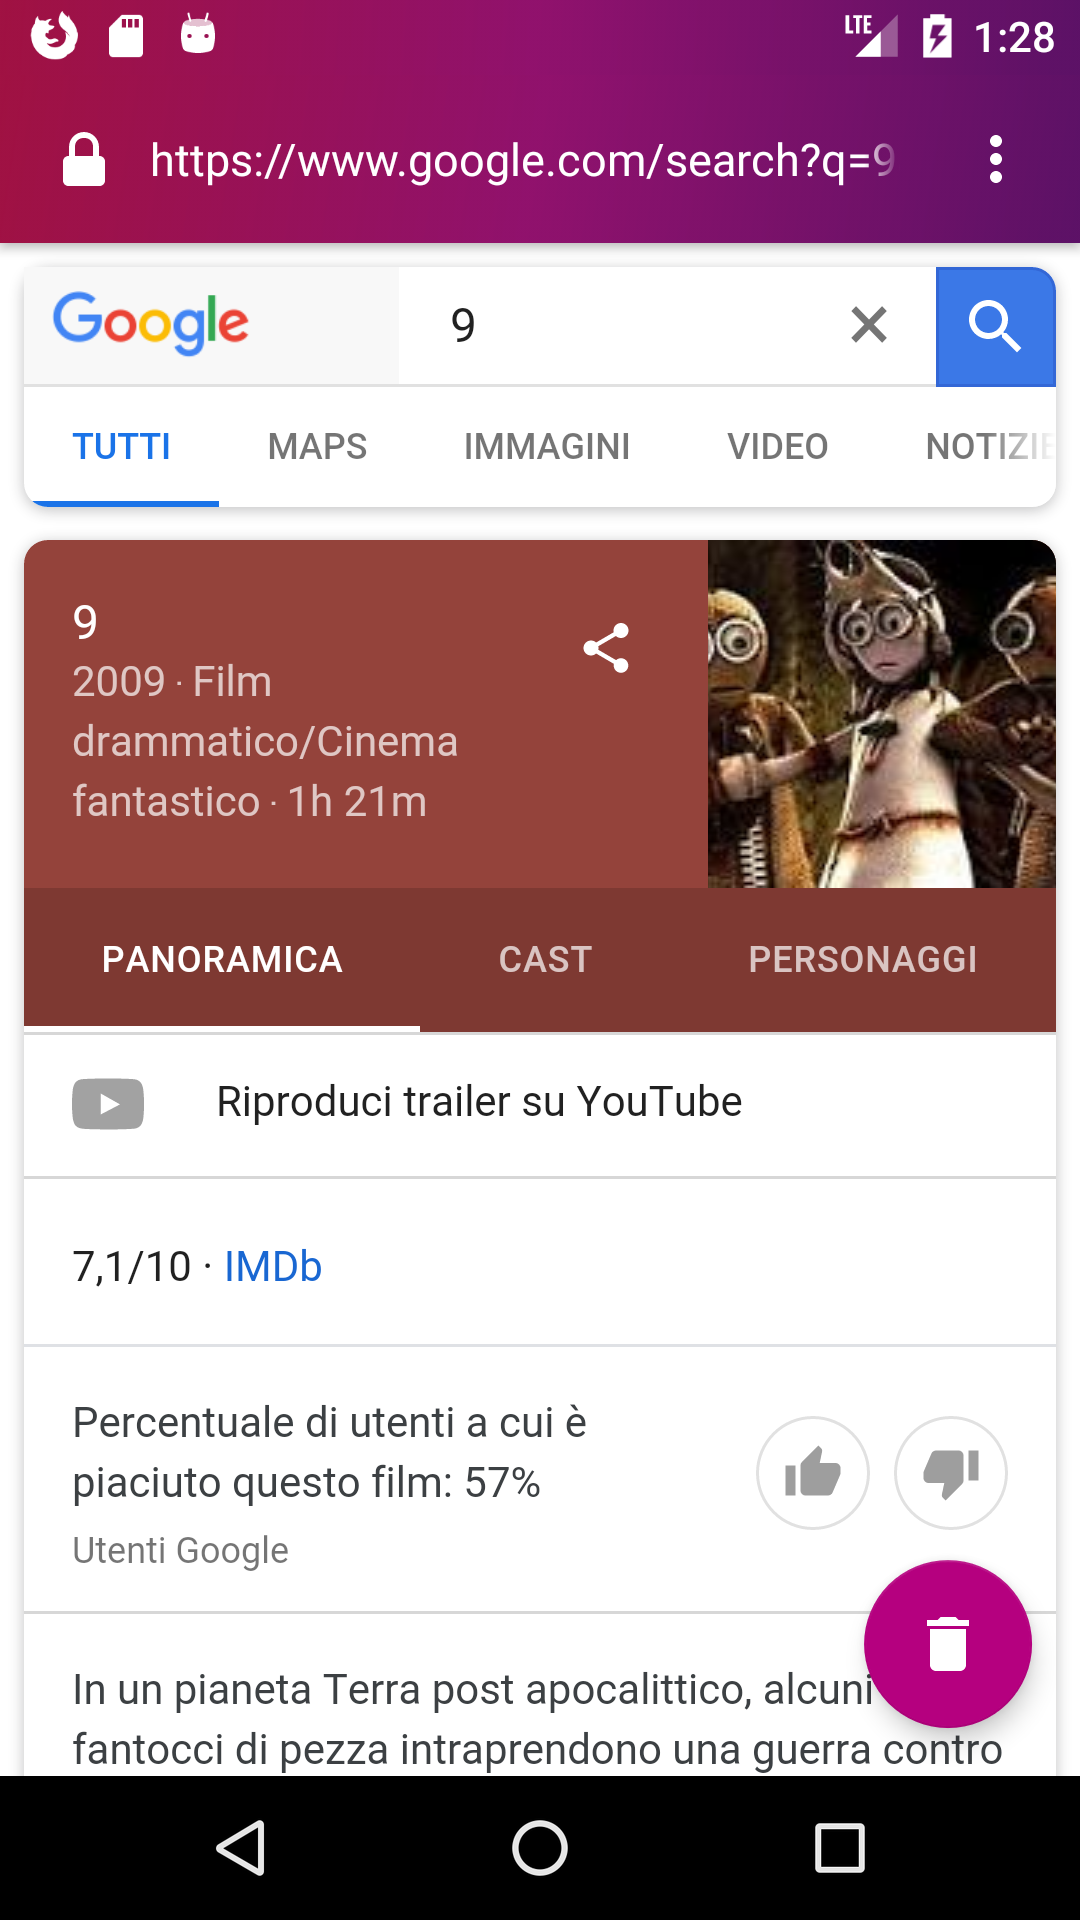 LTE 1:28
https://www.google.com/search?q=9
Google 9
TUTTI MAPS IMMAGINI VIDEO NOTIZIE
9
2009 · Film
drammatico/Cinema
fantastico · 1h 21m
PANORAMICA CAST PERSONAGGI
Riproduci trailer su YouTube
7,1/10 · IMDb
Percentuale di utenti a cui è
piaciuto questo film: 57%
Utenti Google
In un pianeta Terra post apocalittico, alcuni
fantocci di pezza intraprendono una guerra contro